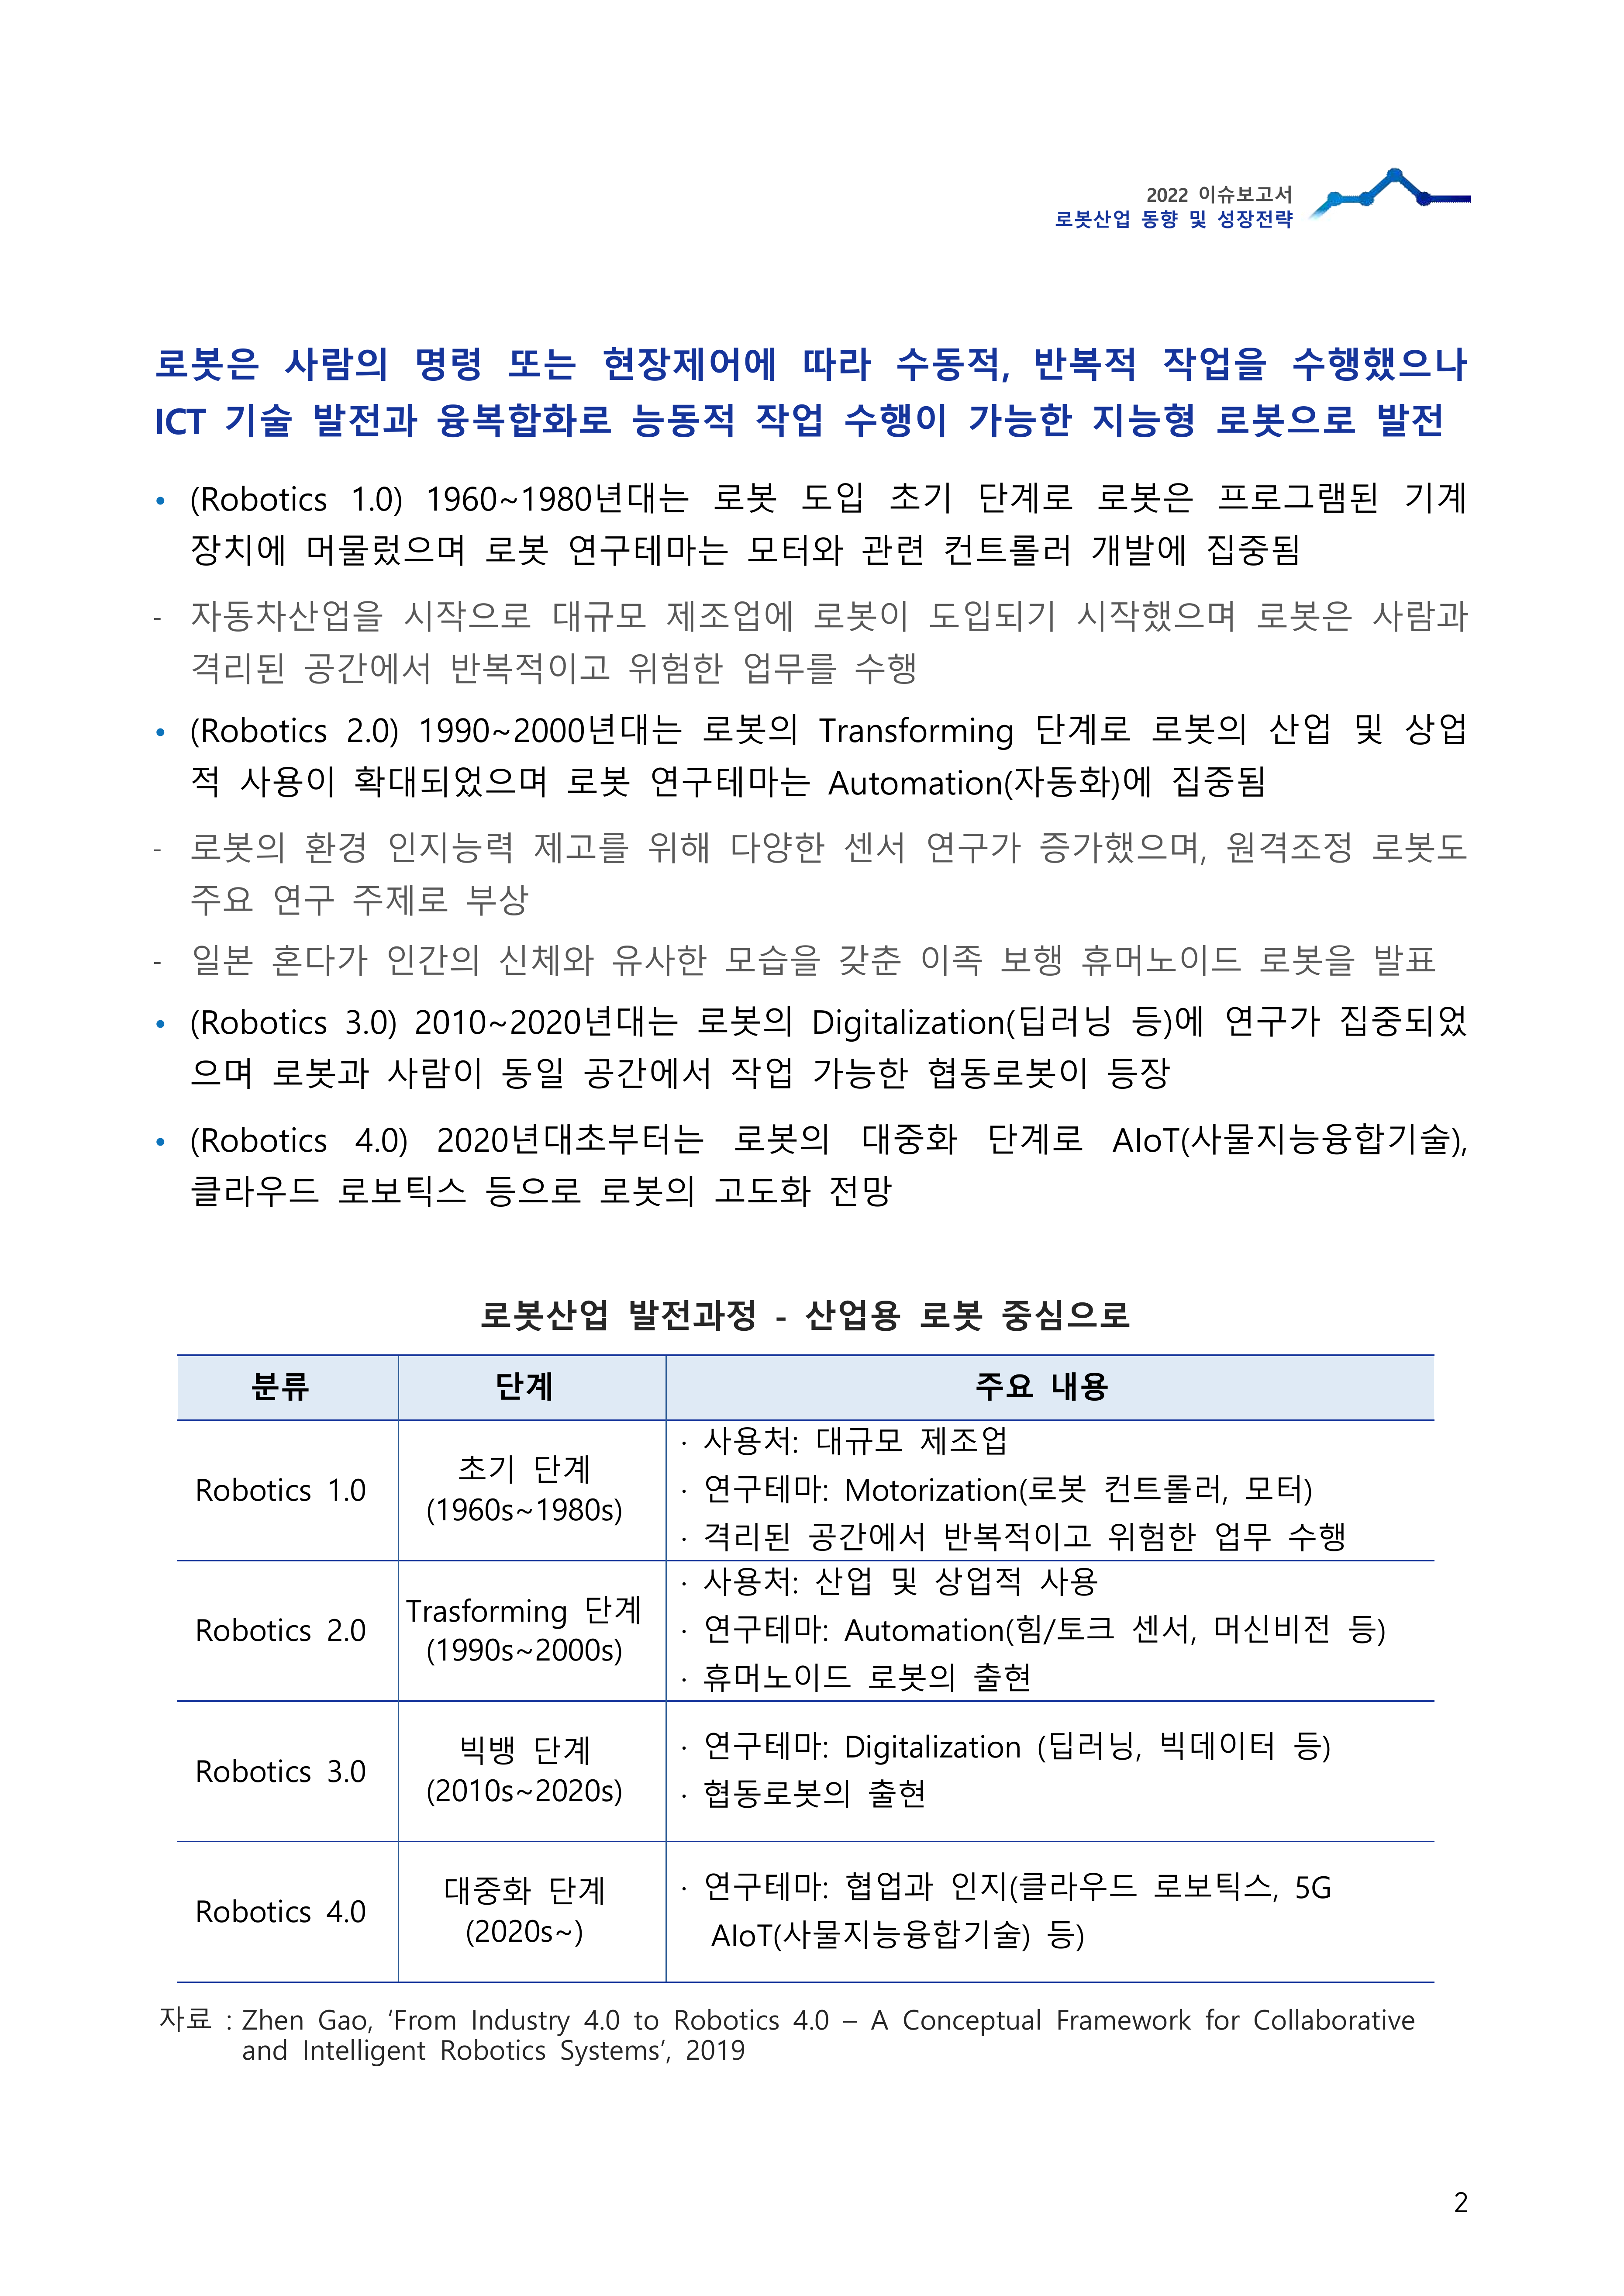 2022 이슈보고서
로봇산업 동향 및 성장전략
로봇은 사람의 명령 또는 현장제어에 따라 수동적, 반복적 작업을 수행했으나
ICT 기술 발전과 융복합화로 능동적 작업 수행이 가능한 지능형 로봇으로 발전
• (Robotics 1.0) 1960~1980년대는 로봇 도입 초기 단계로 로봇은 프로그램된 기계
장치에 머물렀으며 로봇 연구테마는 모터와 관련 컨트롤러 개발에 집중됨
- 자동차산업을 시작으로 대규모 제조업에 로봇이 도입되기 시작했으며 로봇은 사람과
격리된 공간에서 반복적이고 위험한 업무를 수행
• (Robotics 2.0) 1990~2000년대는 로봇의 Transforming 단계로 로봇의 산업 및 상업
적 사용이 확대되었으며 로봇 연구테마는 Automation(자동화)에 집중됨
- 로봇의 환경 인지능력 제고를 위해 다양한 센서 연구가 증가했으며, 원격조정 로봇도
주요 연구 주제로 부상
- 일본 혼다가 인간의 신체와 유사한 모습을 갖춘 이족 보행 휴머노이드 로봇을 발표
• (Robotics 3.0) 2010~2020년대는 로봇의 Digitalization(딥러닝 등)에 연구가 집중되었
으며 로봇과 사람이 동일 공간에서 작업 가능한 협동로봇이 등장
• (Robotics 4.0) 2020년대초부터는 로봇의 대중화 단계로 AIoT(사물지능융합기술),
클라우드 로보틱스 등으로 로봇의 고도화 전망
로봇산업 발전과정 - 산업용 로봇 중심으로
분류 단계 주요 내용
Robotics 1.0
초기 단계
(1960s~1980s)
· 사용처: 대규모 제조업
· 연구테마: Motorization(로봇 컨트롤러, 모터)
· 격리된 공간에서 반복적이고 위험한 업무 수행
Robotics 2.0
Trasforming 단계
(1990s~2000s)
· 사용처: 산업 및 상업적 사용
· 연구테마: Automation(힘/토크 센서, 머신비전 등)
· 휴머노이드 로봇의 출현
Robotics 3.0
빅뱅 단계
(2010s~2020s)
· 연구테마: Digitalization (딥러닝, 빅데이터 등)
· 협동로봇의 출현
Robotics 4.0
대중화 단계
(2020s~)
· 연구테마: 협업과 인지(클라우드 로보틱스, 5G
AIoT(사물지능융합기술) 등)
자료 : Zhen Gao, ‘From Industry 4.0 to Robotics 4.0 – A Conceptual Framework for Collaborative
and Intelligent Robotics Systems’, 2019
2